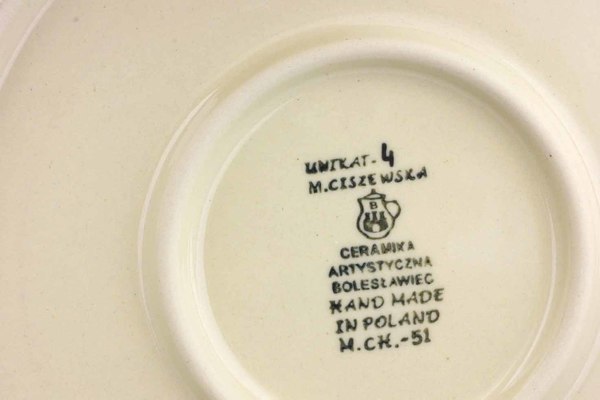 UNIKAT-4
M.CISZEWSKA
B
CERAMIKA
ARTYSTYCZNA
BOLESŁAWIEC
HAND MADE
IN POLAND
M.CH.-51